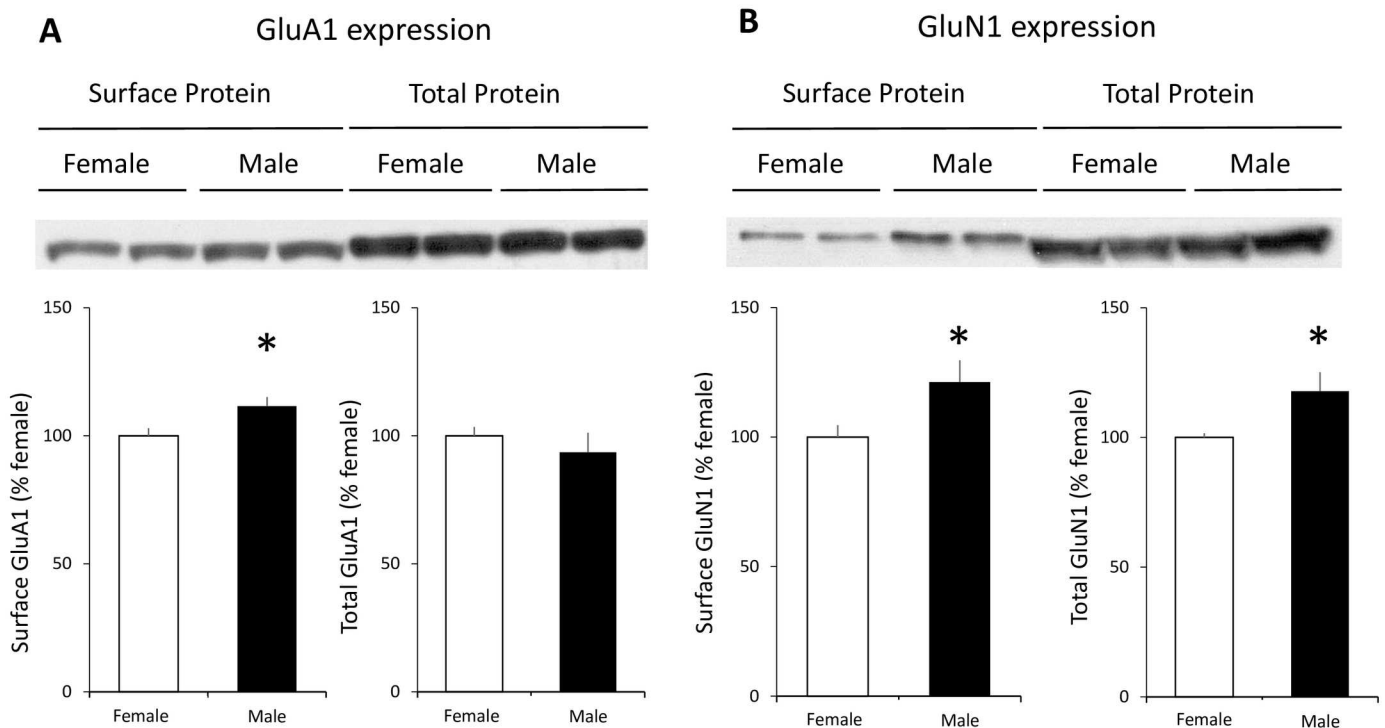 A
GluA1 expression
Surface Protein
Total Protein
Female
Male
Female
Male
150
100
50
0
Surface GluA1 (% female)
*
Female
Male
150
100
50
0
Total GluA1 (% female)
Female
Male
B
GluN1 expression
Surface Protein
Total Protein
Female
Male
Female
Male
150
100
50
0
Surface GluN1 (% female)
*
Female
Male
150
100
50
0
Total GluN1 (% female)
*
Female
Male